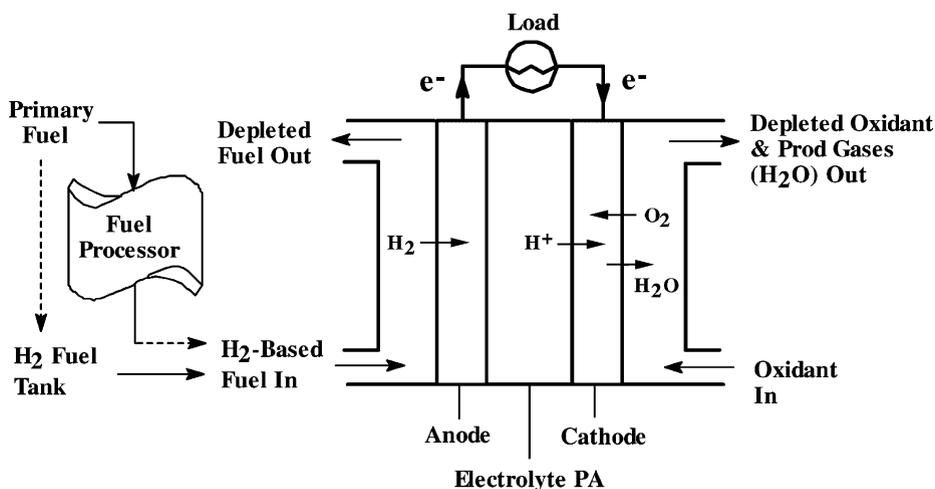 Load
e-
e-
Primary
Fuel
Depleted
Fuel Out
Depleted Oxidant
& Prod Gases
(H2O) Out
Fuel
Processor
H2
H+
O2
H2O
H2-Based
Fuel In
H2 Fuel
Tank
Oxidant
In
Anode
Cathode
Electrolyte PA